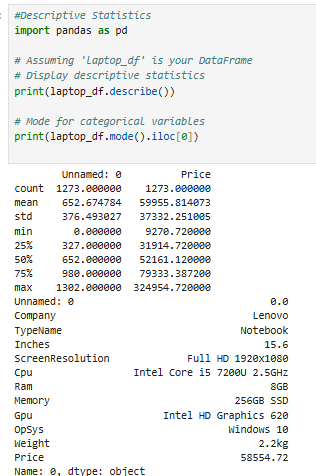 #Descriptive Statistics
import pandas as pd
# Assuming 'laptop_df' is your DataFrame
# Display descriptive statistics
print(laptop_df.describe())
# Mode for categorical variables
print(laptop_df.mode().iloc[0])
Unnamed: 0 Price
count 1273.000000 1273.000000
mean 652.674784 59955.814073
std 376.493027 37332.251005
min 0.000000 9270.720000
25% 327.000000 31914.720000
50% 652.000000 52161.120000
75% 980.000000 79333.387200
max 1302.000000 324954.720000
Unnamed: 0 0.0
Company Lenovo
TypeName Notebook
Inches 15.6
ScreenResolution Full HD 1920x1080
Cpu Intel Core i5 7200U 2.5GHz
Ram 8GB
Memory 256GB SSD
Gpu Intel HD Graphics 620
OpSys Windows 10
Weight 2.2kg
Price 58554.72
Name: 0, dtype: object